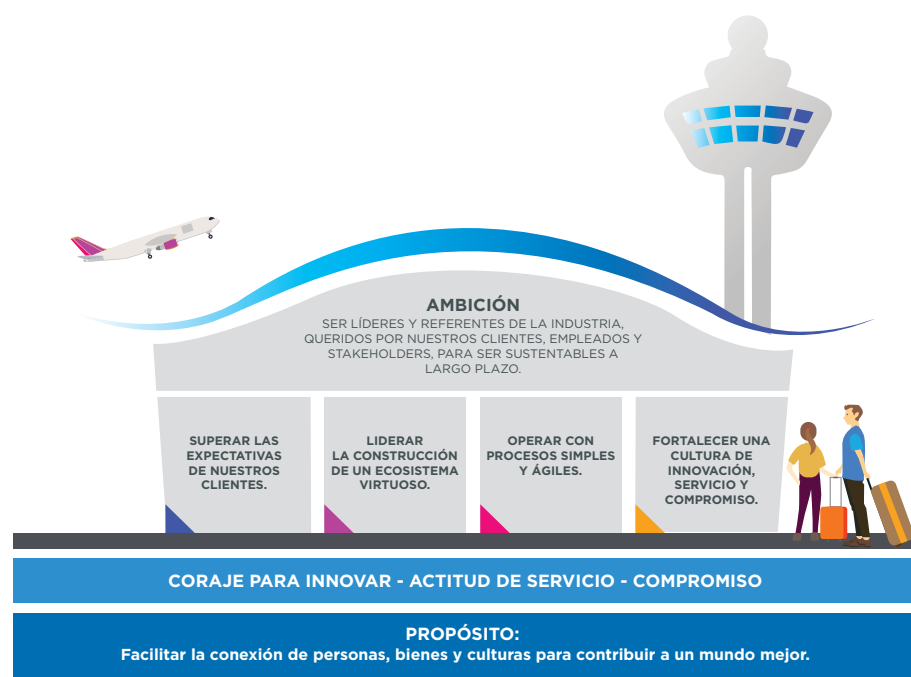 AMBICIÓN
SER LÍDERES Y REFERENTES DE LA INDUSTRIA,
QUERIDOS POR NUESTROS CLIENTES, EMPLEADOS Y
STAKEHOLDERS, PARA SER SUSTENTABLES A
LARGO PLAZO.
SUPERAR LAS
EXPECTATIVAS
DE NUESTROS
CLIENTES.
LIDERAR
LA CONSTRUCCIÓN
DE UN ECOSISTEMA
VIRTUOSO.
OPERAR CON
PROCESOS SIMPLES
Y ÁGILES.
FORTALECER UNA
CULTURA DE
INNOVACIÓN,
SERVICIO Y
COMPROMISO.
CORAJE PARA INNOVAR - ACTITUD DE SERVICIO - COMPROMISO
PROPÓSITO:
Facilitar la conexión de personas, bienes y culturas para contribuir a un mundo mejor.